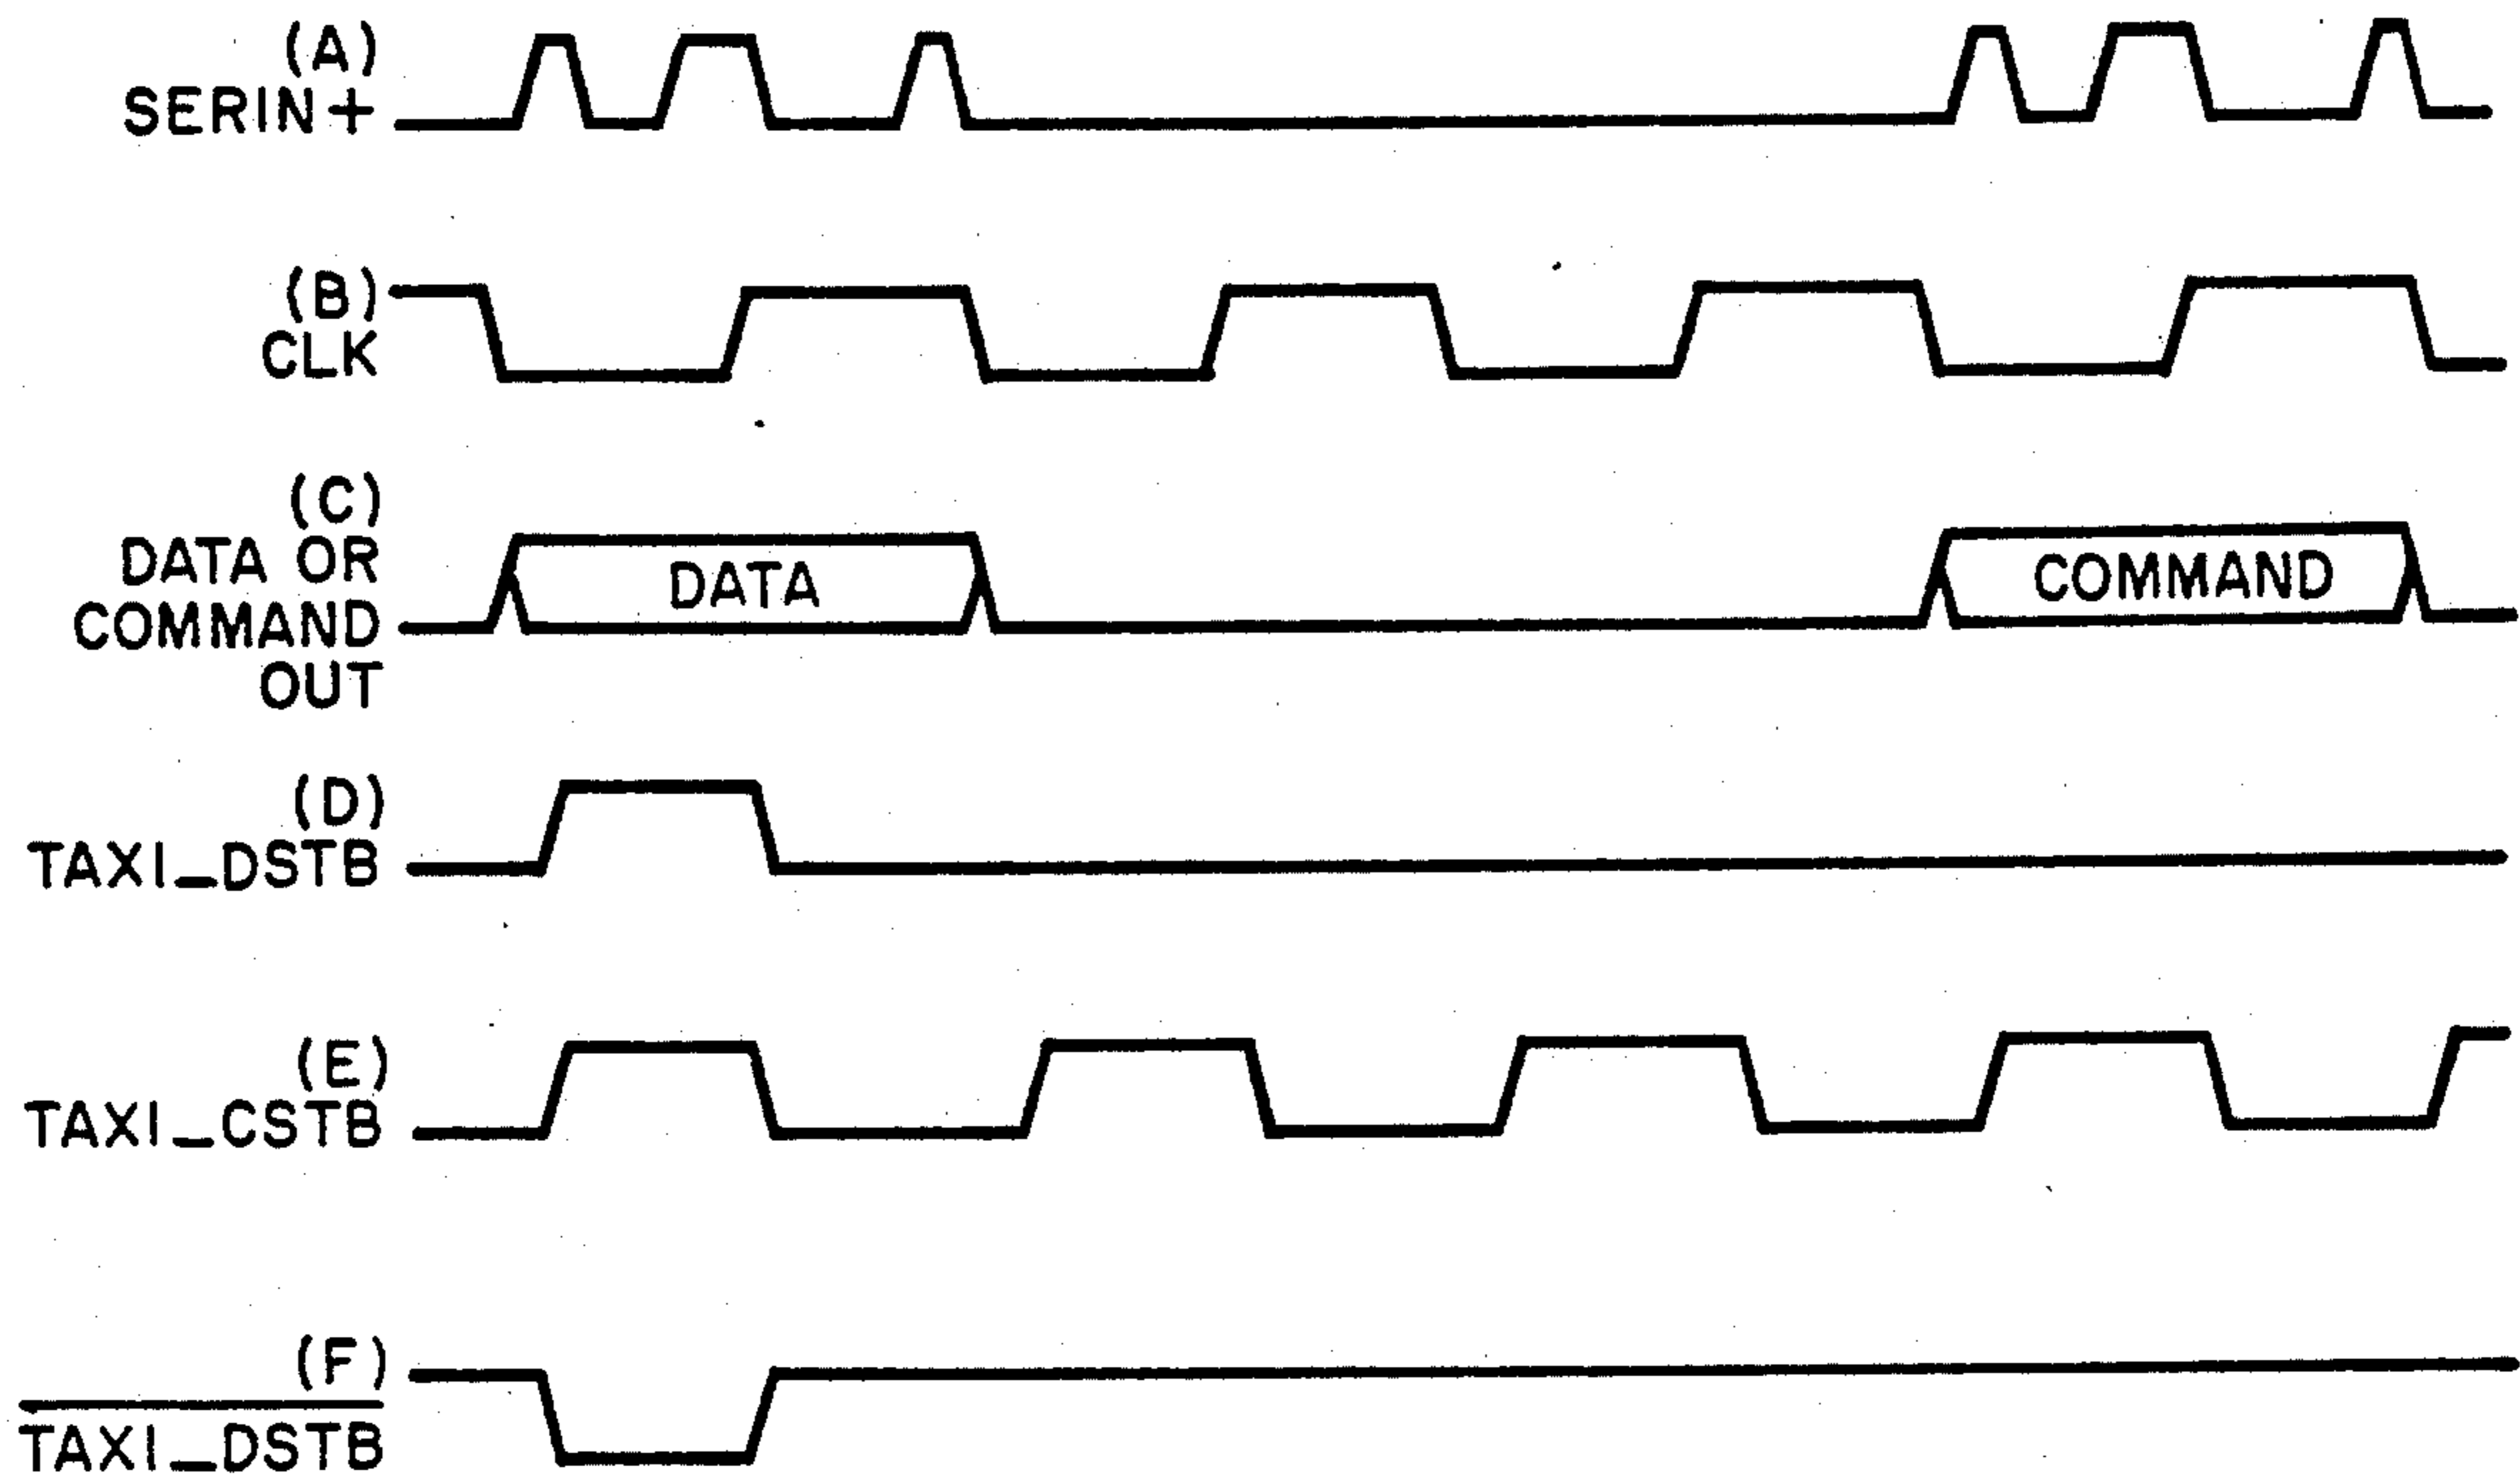 (A)
SERIN+
(B)
CLK
(C)
DATA OR
COMMAND
OUT
DATA
COMMAND
(D)
TAXI_DSTB
(E)
TAXI_CSTB
(F)
TAXI_DSTB